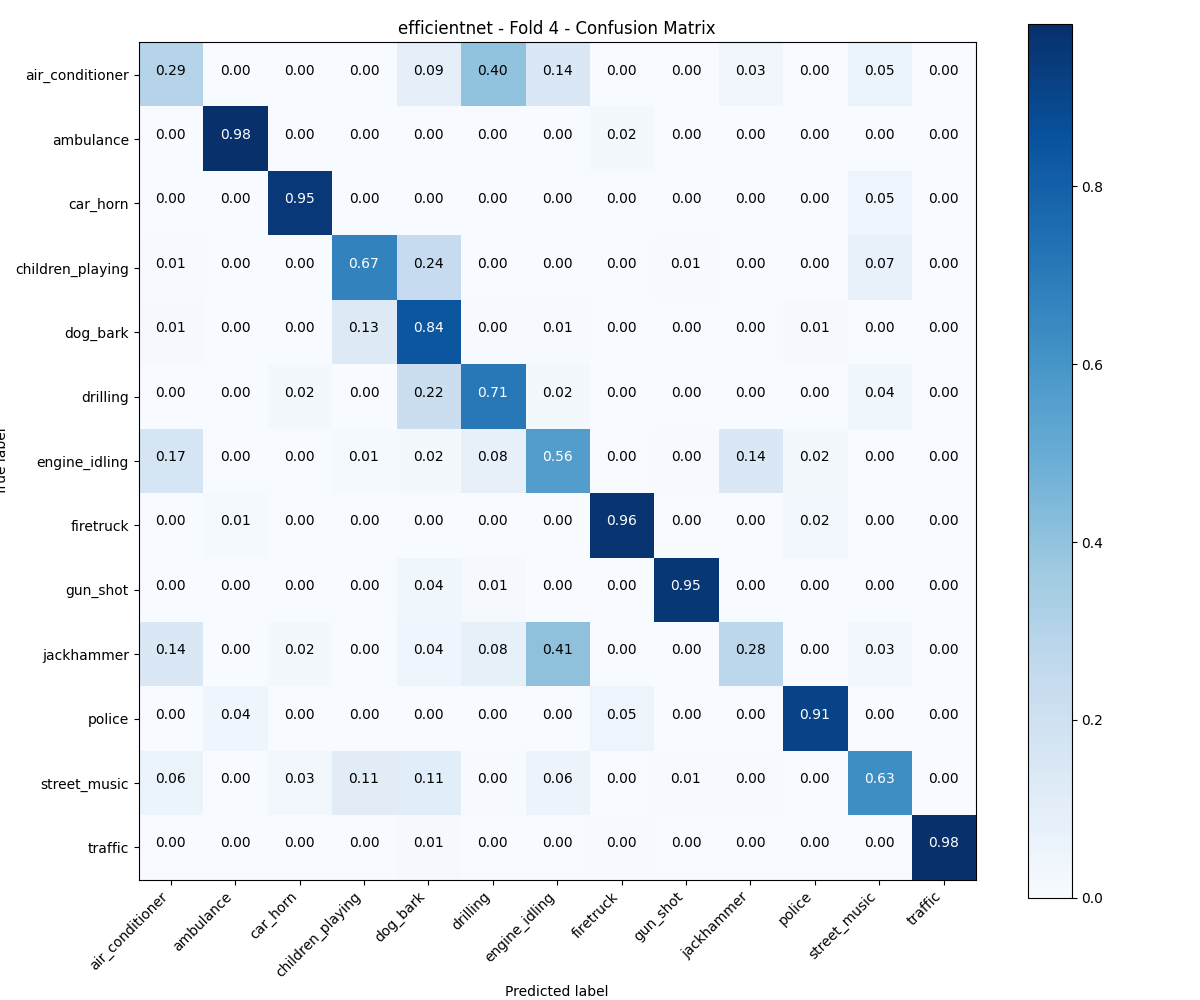 efficientnet - Fold 4 - Confusion Matrix
air_conditioner 0.29 0.00 0.00 0.00 0.09 0.40 0.14 0.00 0.00 0.03 0.00 0.05 0.00
ambulance 0.00 0.98 0.00 0.00 0.00 0.00 0.00 0.02 0.00 0.00 0.00 0.00 0.00
car_horn 0.00 0.00 0.95 0.00 0.00 0.00 0.00 0.00 0.00 0.00 0.00 0.05 0.00
children_playing 0.01 0.00 0.00 0.67 0.24 0.00 0.00 0.00 0.01 0.00 0.00 0.07 0.00
dog_bark 0.01 0.00 0.00 0.13 0.84 0.00 0.01 0.00 0.00 0.00 0.01 0.00 0.00
drilling 0.00 0.00 0.02 0.00 0.22 0.71 0.02 0.00 0.00 0.00 0.00 0.04 0.00
engine_idling 0.17 0.00 0.00 0.01 0.02 0.08 0.56 0.00 0.00 0.14 0.02 0.00 0.00
firetruck 0.00 0.01 0.00 0.00 0.00 0.00 0.00 0.96 0.00 0.00 0.02 0.00 0.00
gun_shot 0.00 0.00 0.00 0.00 0.04 0.01 0.00 0.00 0.95 0.00 0.00 0.00 0.00
jackhammer 0.14 0.00 0.02 0.00 0.04 0.08 0.41 0.00 0.00 0.28 0.00 0.03 0.00
police 0.00 0.04 0.00 0.00 0.00 0.00 0.00 0.05 0.00 0.00 0.91 0.00 0.00
street_music 0.06 0.00 0.03 0.11 0.11 0.00 0.06 0.00 0.01 0.00 0.00 0.63 0.00
traffic 0.00 0.00 0.00 0.00 0.01 0.00 0.00 0.00 0.00 0.00 0.00 0.00 0.98
air_conditioner ambulance car_horn children_playing dog_bark drilling engine_idling firetruck gun_shot jackhammer police street_music traffic
Predicted label
0.8
0.6
0.4
0.2
0.0